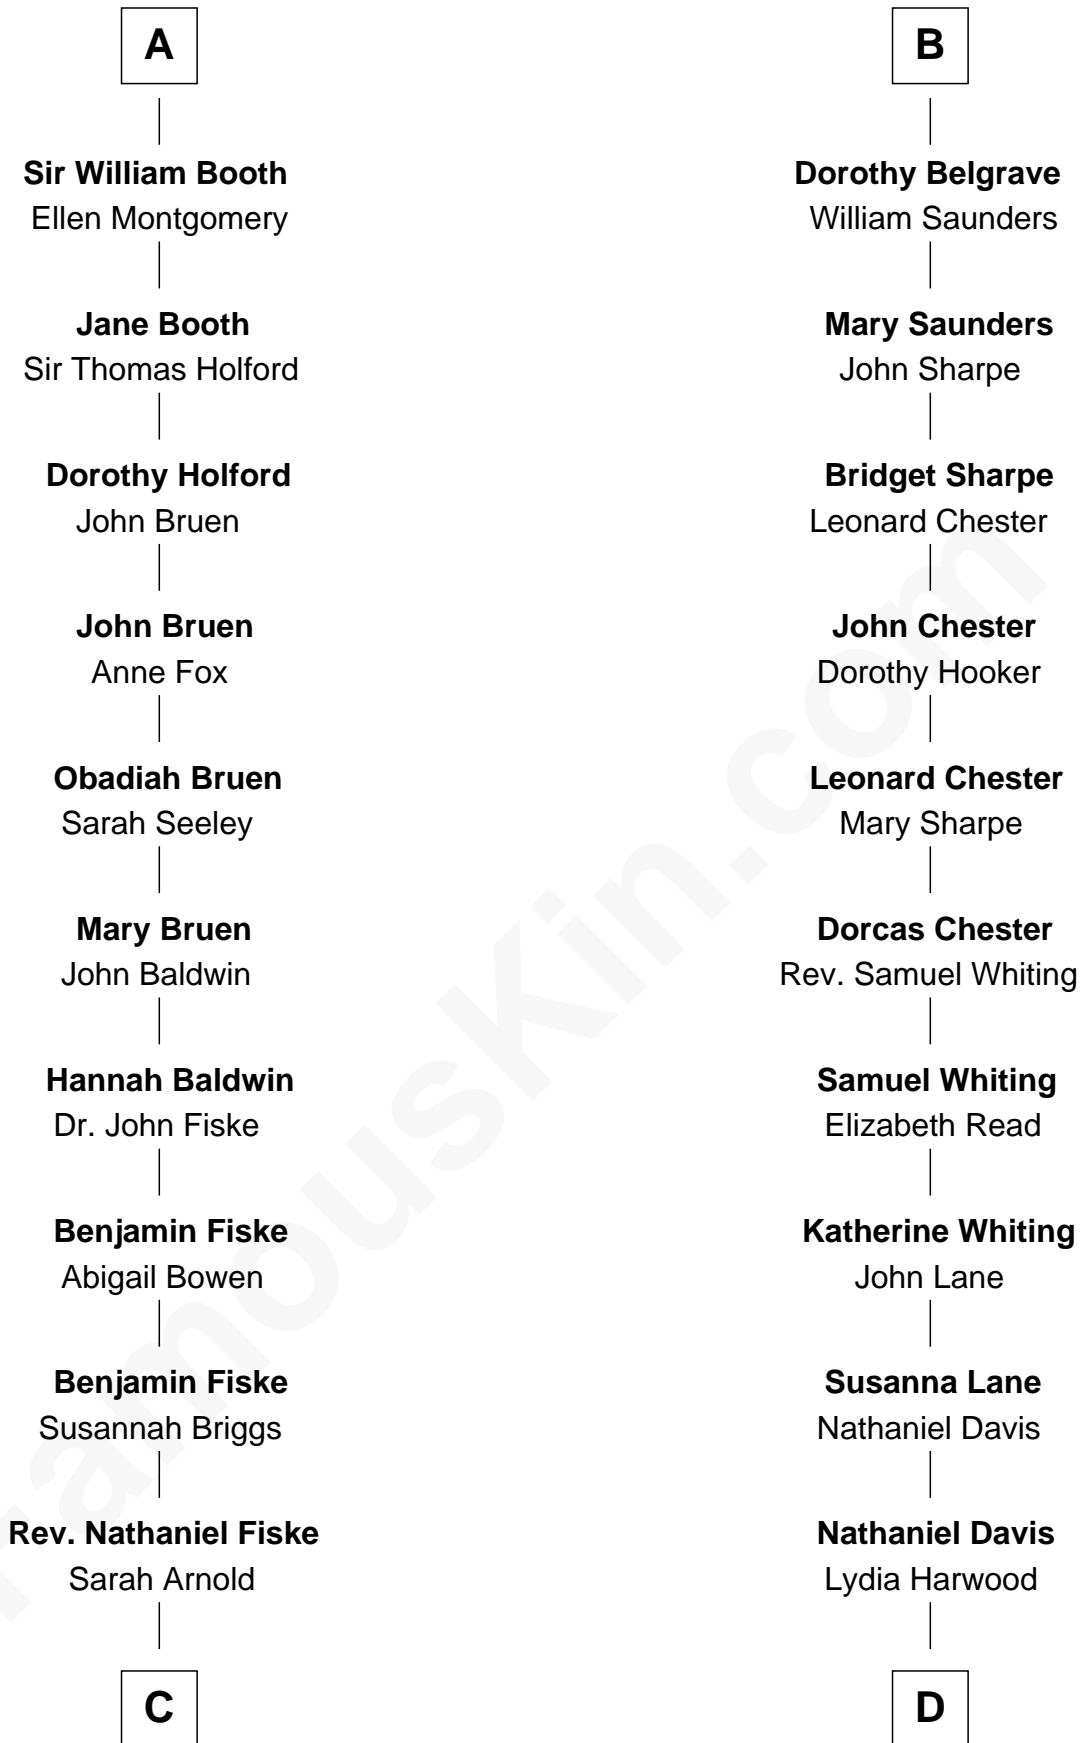 A
Sir William Booth
Ellen Montgomery
Jane Booth
Sir Thomas Holford
Dorothy Holford
John Bruen
John Bruen
Anne Fox
Obadiah Bruen
Sarah Seeley
Mary Bruen
John Baldwin
Hannah Baldwin
Dr. John Fiske
Benjamin Fiske
Abigail Bowen
Benjamin Fiske
Susannah Briggs
Rev. Nathaniel Fiske
Sarah Arnold
C
B
Dorothy Belgrave
William Saunders
Mary Saunders
John Sharpe
Bridget Sharpe
Leonard Chester
John Chester
Dorothy Hooker
Leonard Chester
Mary Sharpe
Dorcas Chester
Rev. Samuel Whiting
Samuel Whiting
Elizabeth Read
Katherine Whiting
John Lane
Susanna Lane
Nathaniel Davis
Nathaniel Davis
Lydia Harwood
D
FamousKin.com